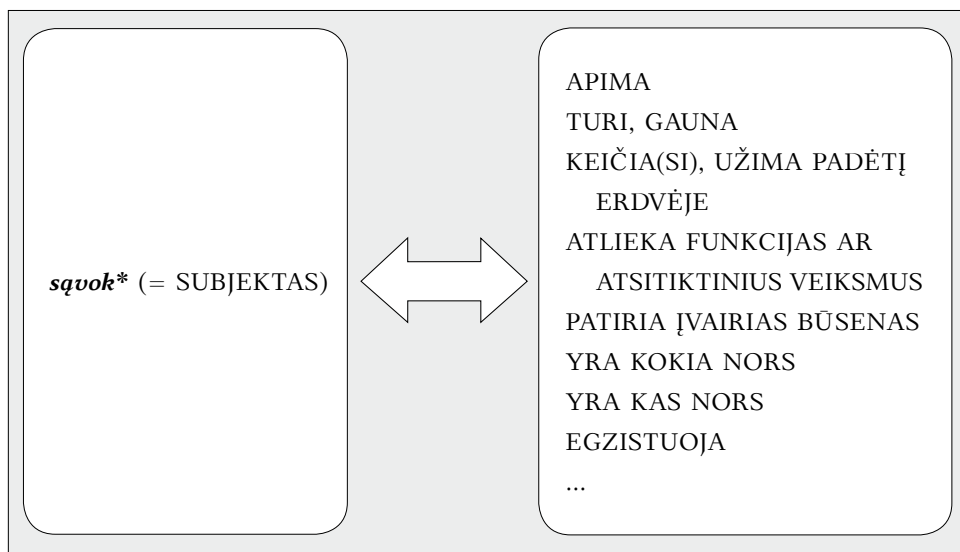 sąvok* (= SUBJEKTAS)
APIMA
TURI, GAUNA
KEIČIA(SI), UŽIMA PADĖTĮ
ERDVĖJE
ATLIEKA FUNKCIJAS AR
ATSITIKTINIUS VEIKSMUS
PATIRIA ĮVAIRIAS BŪSENAS
YRA KOKIA NORS
YRA KAS NORS
EGZISTUOJA
...